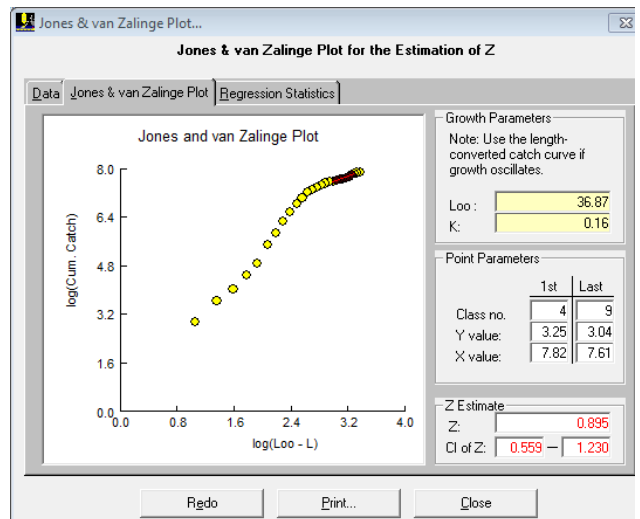 Jones & van Zalinge Plot...
Jones & van Zalinge Plot for the Estimation of Z
Data Jones & van Zalinge Plot Regression Statistics
Jones and van Zalinge Plot
log(Cum. Catch)
8.0
6.4
4.8
3.2
1.6
0.0
0.0 0.8 1.6 2.4 3.2 4.0
log(Loo - L)
Growth Parameters
Note: Use the length-
converted catch curve if
growth oscillates.
Loo : 36.87
K: 0.16
Point Parameters
1st Last
Class no. 4 9
Y value: 3.25 3.04
X value: 7.82 7.61
Z Estimate
Z: 0.895
CI of Z: 0.559 — 1.230
Redo Print... Close